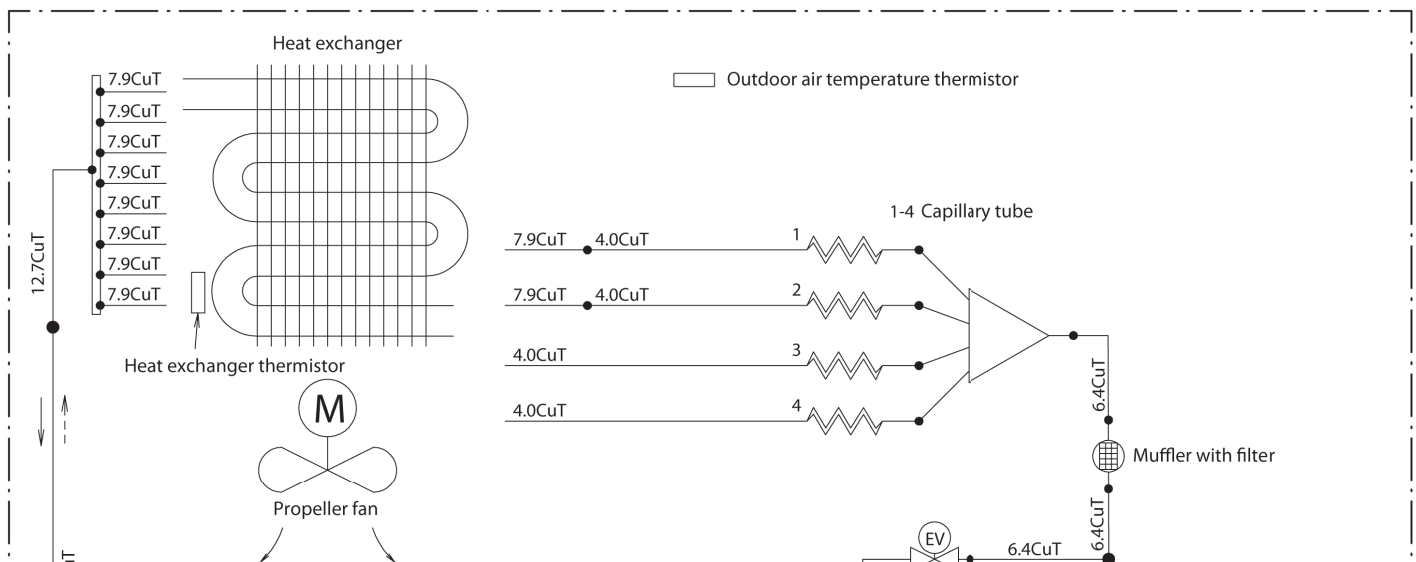 Heat exchanger
7.9CuT
Outdoor air temperature thermistor
7.9CuT
7.9CuT
7.9CuT
7.9CuT
7.9CuT
7.9CuT
7.9CuT
12.7CuT
Heat exchanger thermistor
M
Propeller fan
1-4 Capillary tube
7.9CuT 4.0CuT 1
7.9CuT 4.0CuT 2
4.0CuT 3
4.0CuT 4
6.4CuT
Muffler with filter
6.4CuT
EV
6.4CuT